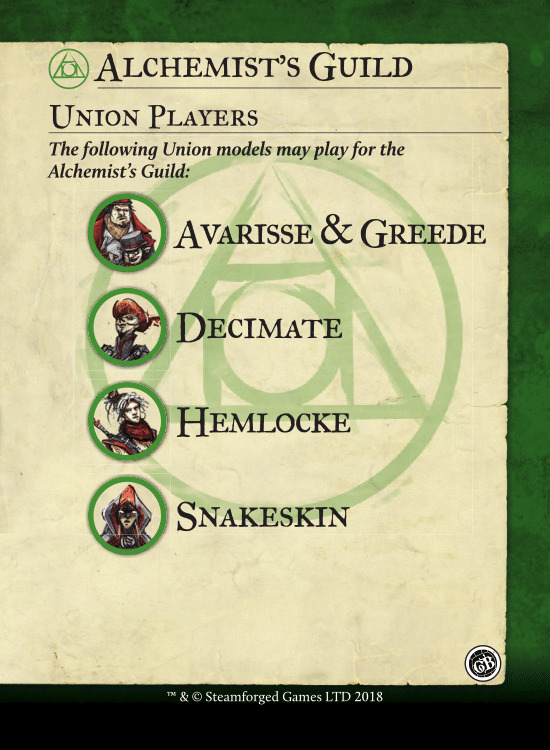 Alchemist's Guild
Union Players
The following Union models may play for the
Alchemist's Guild:
Avarisse & Greede
Decimate
Hemlocke
Snakeskin
GB
™ & © Steamforged Games LTD 2018